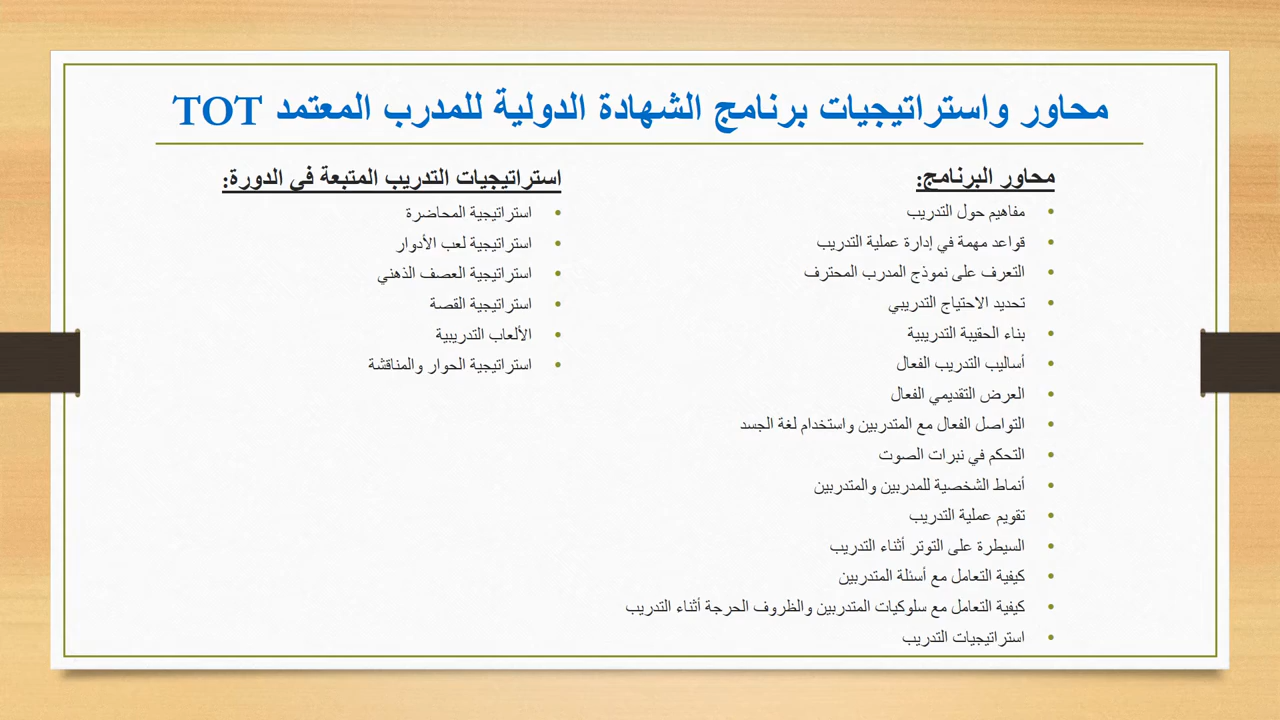 محاور واستراتيجيات برنامج الشهادة الدولية للمدرب المعتمد TOT
محاور البرنامج:
• مفاهيم حول التدريب
• قواعد مهمة في إدارة عملية التدريب
• التعرف على نموذج المدرب المحترف
• تحديد الاحتياج التدريبي
• بناء الحقيبة التدريبية
• أساليب التدريب الفعال
• العرض التقديمي الفعال
• التواصل الفعال مع المتدربين واستخدام لغة الجسد
• التحكم في نبرات الصوت
• أنماط الشخصية للمدربين والمتدربين
• تقويم عملية التدريب
• السيطرة على التوتر أثناء التدريب
• كيفية التعامل مع أسئلة المتدربين
• كيفية التعامل مع سلوكيات المتدربين والظروف الحرجة أثناء التدريب
• استراتيجيات التدريب
استراتيجيات التدريب المتبعة في الدورة:
• استراتيجية المحاضرة
• استراتيجية لعب الأدوار
• استراتيجية العصف الذهني
• استراتيجية القصة
• الألعاب التدريبية
• استراتيجية الحوار والمناقشة